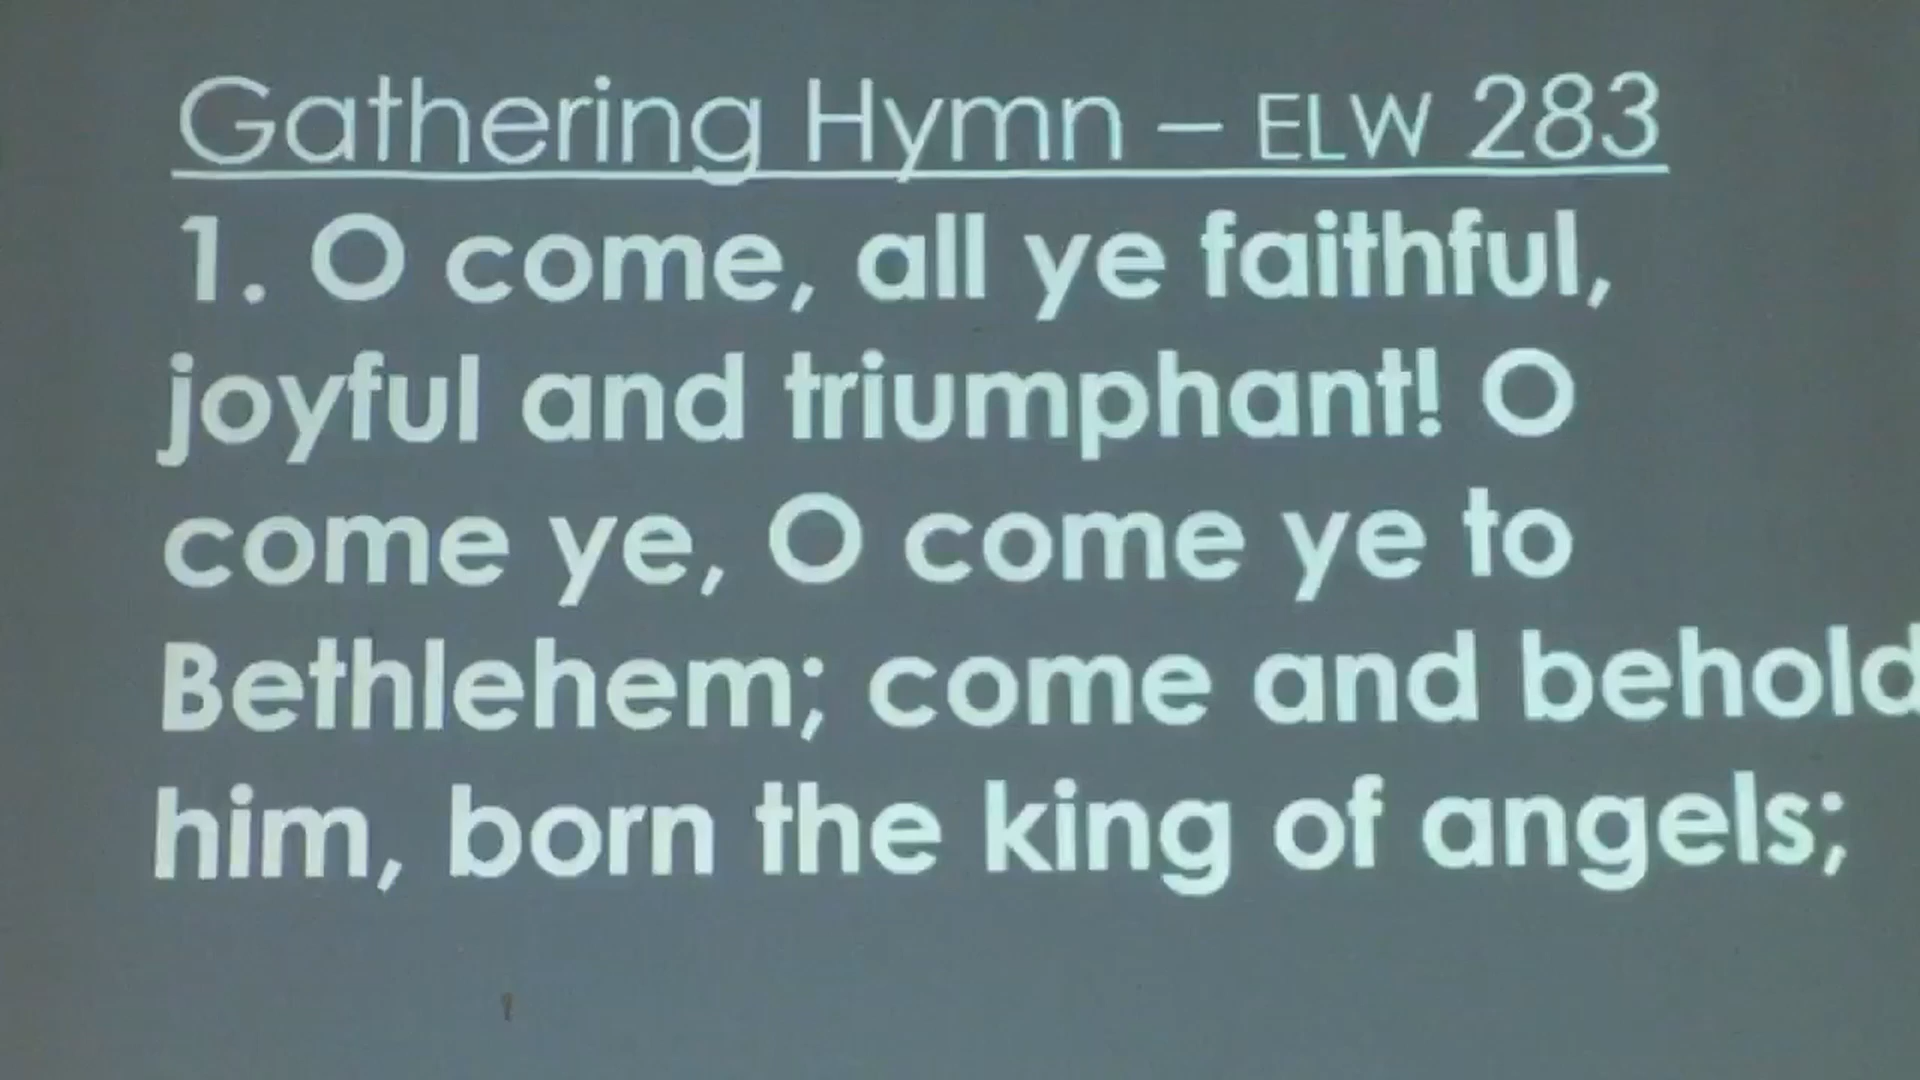 Gathering Hymn – ELW 283
1. O come, all ye faithful,
joyful and triumphant! O
come ye, O come ye to
Bethlehem; come and behold
him, born the king of angels;